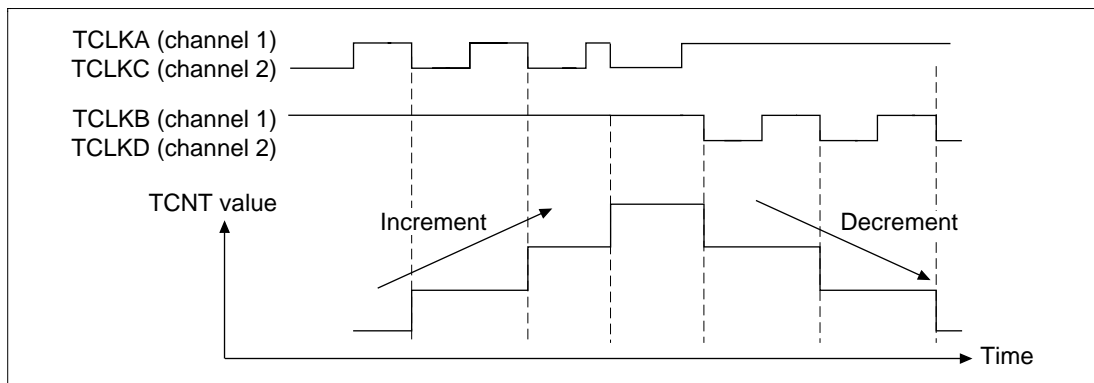 TCLKA (channel 1)
TCLKC (channel 2)
TCLKB (channel 1)
TCLKD (channel 2)
TCNT value
Increment
Decrement
Time